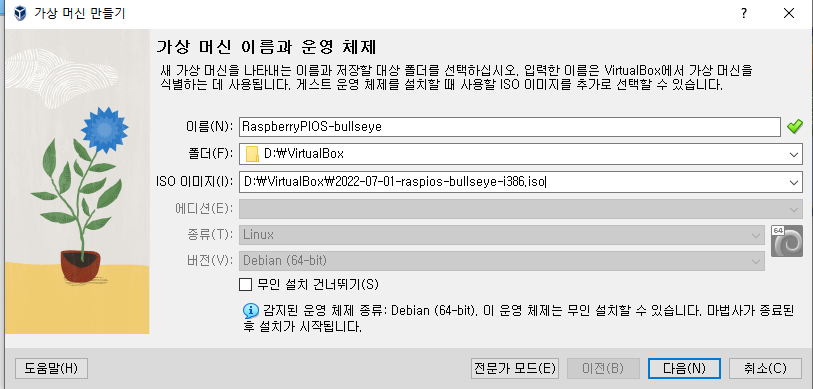 가상 머신 만들기
가상 머신 이름과 운영 체제
새 가상 머신을 나타내는 이름과 저장할 대상 폴더를 선택하십시오. 입력한 이름은 VirtualBox에서 가상 머신을
식별하는 데 사용됩니다. 게스트 운영 체제를 설치할 때 사용할 ISO 이미지를 추가로 선택할 수 있습니다.
이름(N): RaspberryPIOS-bullseye
폴더(F): D:₩VirtualBox
ISO 이미지(I): D:₩VirtualBox₩2022-07-01-raspios-bullseye-i386.iso
에디션(E):
종류(T): Linux 64
버전(V): Debian (64-bit)
무인 설치 건너뛰기(S)
감지된 운영 체제 종류: Debian (64-bit). 이 운영 체제는 무인 설치할 수 있습니다. 마법사가 종료된
후 설치가 시작됩니다.
도움말(H) 전문가 모드(E) 이전(B) 다음(N) 취소(C)